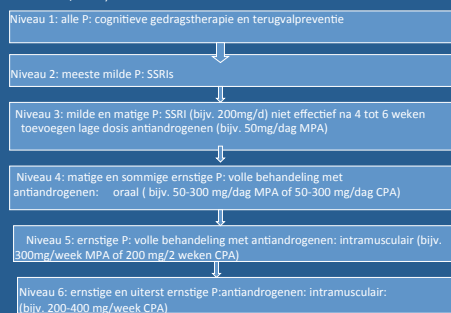 Niveau 1: alle P: cognitieve gedragstherapie en terugvalpreventie
Niveau 2: meeste milde P: SSRIs
Niveau 3: milde en matige P: SSRI (bijv. 200mg/d) niet effectief na 4 tot 6 weken
toevoegen lage dosis antiandrogenen (bijv. 50mg/dag MPA)
Niveau 4: matige en sommige ernstige P: volle behandeling met
antiandrogenen: oraal ( bijv. 50-300 mg/dag MPA of 50-300 mg/dag CPA)
Niveau 5: ernstige P: volle behandeling met antiandrogenen: intramusculair (bijv.
300mg/week MPA of 200 mg/2 weken CPA)
Niveau 6: ernstige en uiterst ernstige P:antiandrogenen: intramusculair:
(bijv. 200-400 mg/week CPA)